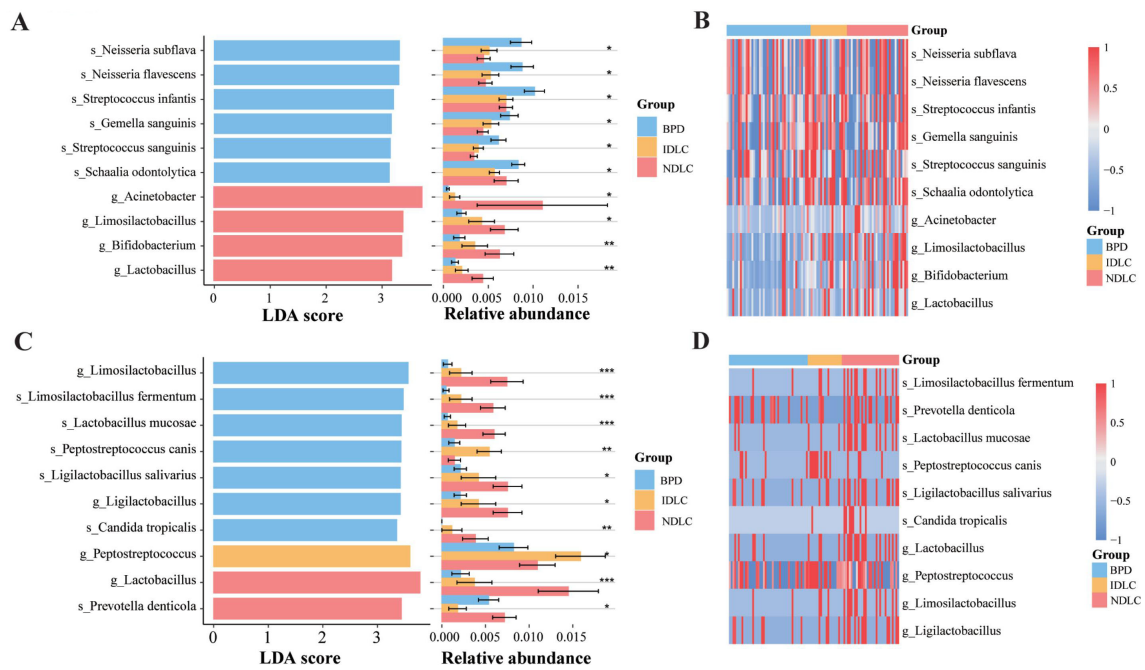 A
s_Neisseria subflava
s_Neisseria flavescens
s_Streptococcus infantis
s_Gemella sanguinis
s_Streptococcus sanguinis
s_Schaalia odontolytica
g_Acinetobacter
g_Limosilactobacillus
g_Bifidobacterium
g_Lactobacillus
0 1 2 3
LDA score
*
*
*
*
*
*
*
*
**
**
0.000 0.005 0.010 0.015
Relative abundance
Group
BPD
IDLC
NDLC
B
Group
s_Neisseria subflava
s_Neisseria flavescens
s_Streptococcus infantis
s_Gemella sanguinis
s_Streptococcus sanguinis
s_Schaalia odontolytica
g_Acinetobacter
g_Limosilactobacillus
g_Bifidobacterium
g_Lactobacillus
1
0.5
0
−0.5
−1
Group
BPD
IDLC
NDLC
C
g_Limosilactobacillus
s_Limosilactobacillus fermentum
s_Lactobacillus mucosae
s_Peptostreptococcus canis
s_Ligilactobacillus salivarius
g_Ligilactobacillus
s_Candida tropicalis
g_Peptostreptococcus
g_Lactobacillus
s_Prevotella denticola
0 1 2 3
LDA score
***
***
***
**
*
*
**
*
***
*
0.000 0.005 0.010 0.015
Relative abundance
Group
BPD
IDLC
NDLC
D
Group
s_Limosilactobacillus fermentum
s_Prevotella denticola
s_Lactobacillus mucosae
s_Peptostreptococcus canis
s_Ligilactobacillus salivarius
s_Candida tropicalis
g_Lactobacillus
g_Peptostreptococcus
g_Limosilactobacillus
g_Ligilactobacillus
1
0.5
0
−0.5
−1
Group
BPD
IDLC
NDLC